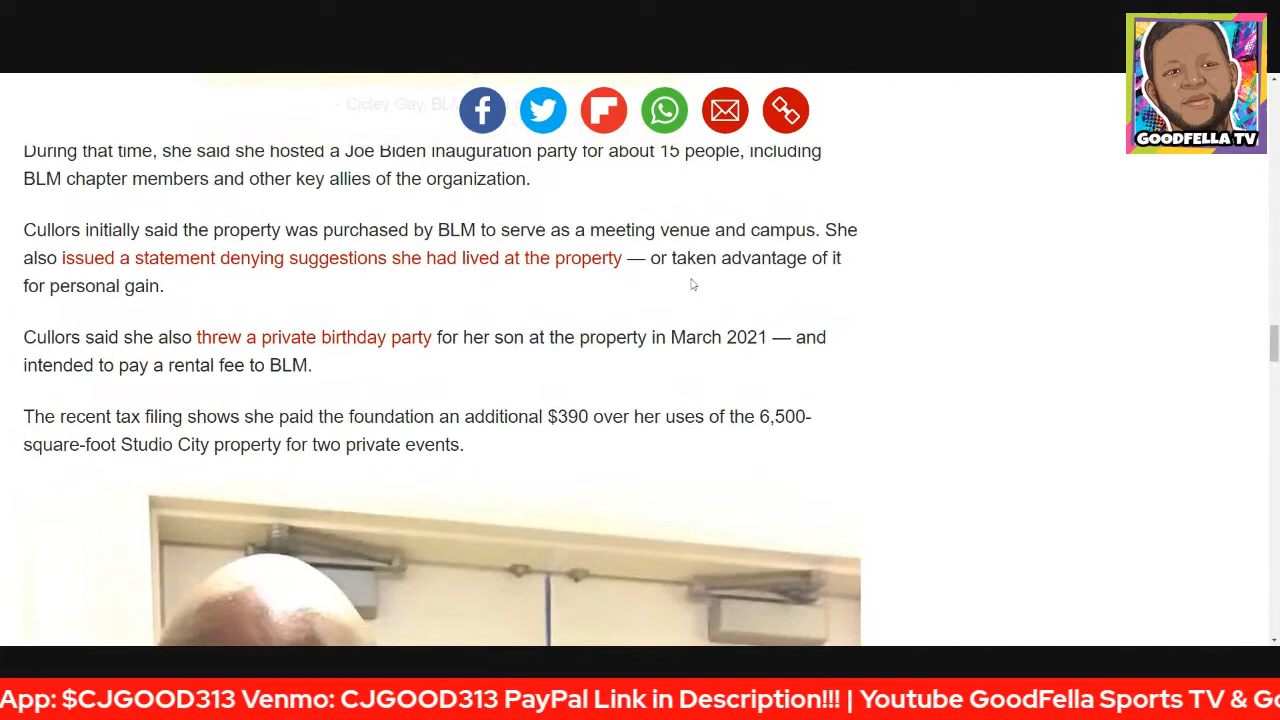 GOODFELLA TV
- Cicley Gay, BL
During that time, she said she hosted a Joe Biden inauguration party for about 15 people, including
BLM chapter members and other key allies of the organization.
Cullors initially said the property was purchased by BLM to serve as a meeting venue and campus. She
also issued a statement denying suggestions she had lived at the property — or taken advantage of it
for personal gain.
Cullors said she also threw a private birthday party for her son at the property in March 2021 — and
intended to pay a rental fee to BLM.
The recent tax filing shows she paid the foundation an additional $390 over her uses of the 6,500-
square-foot Studio City property for two private events.
App: $CJGOOD313 Venmo: CJGOOD313 PayPal Link in Description!!! | Youtube GoodFella Sports TV & Go